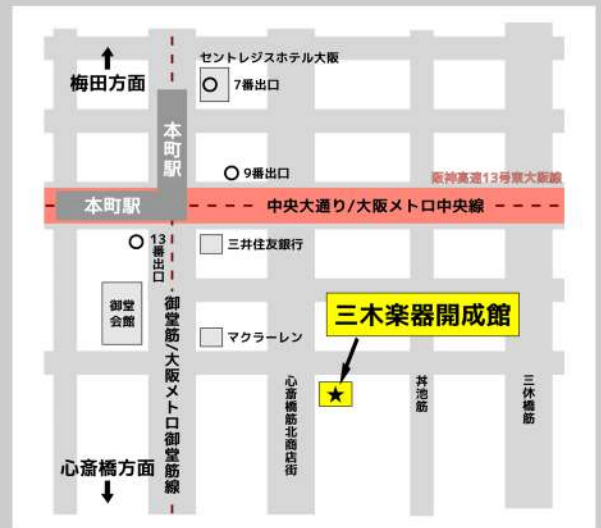 梅田方面
セントレジスホテル大阪
7番出口
本町駅
9番出口
阪神高速13号東大阪線
本町駅
中央大通り/大阪メトロ中央線
13番出口
三井住友銀行
御堂
会館
御堂筋/大阪メトロ御堂筋線
マクラーレン
三木楽器開成館
心斎橋筋北商店街
丼池筋
三休橋筋
心斎橋方面